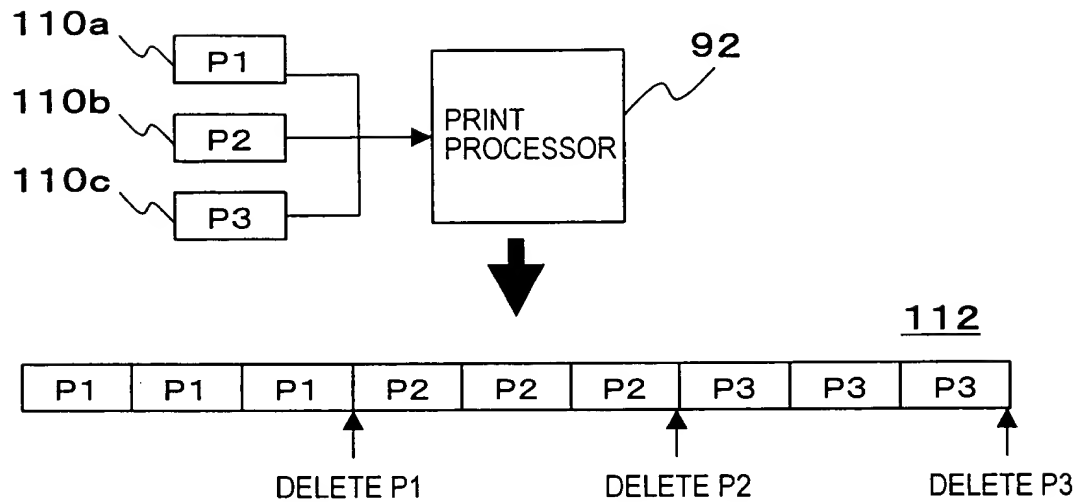 110a
P1
92
110b
P2
PRINT
PROCESSOR
110c
P3
112
P1 P1 P1 P2 P2 P2 P3 P3 P3
DELETE P1 DELETE P2 DELETE P3